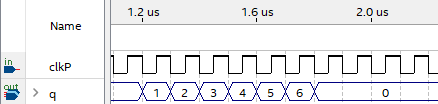 Name 1.2 us 1.6 us 2.0 us
in clkP
out > q 1 2 3 4 5 6 0